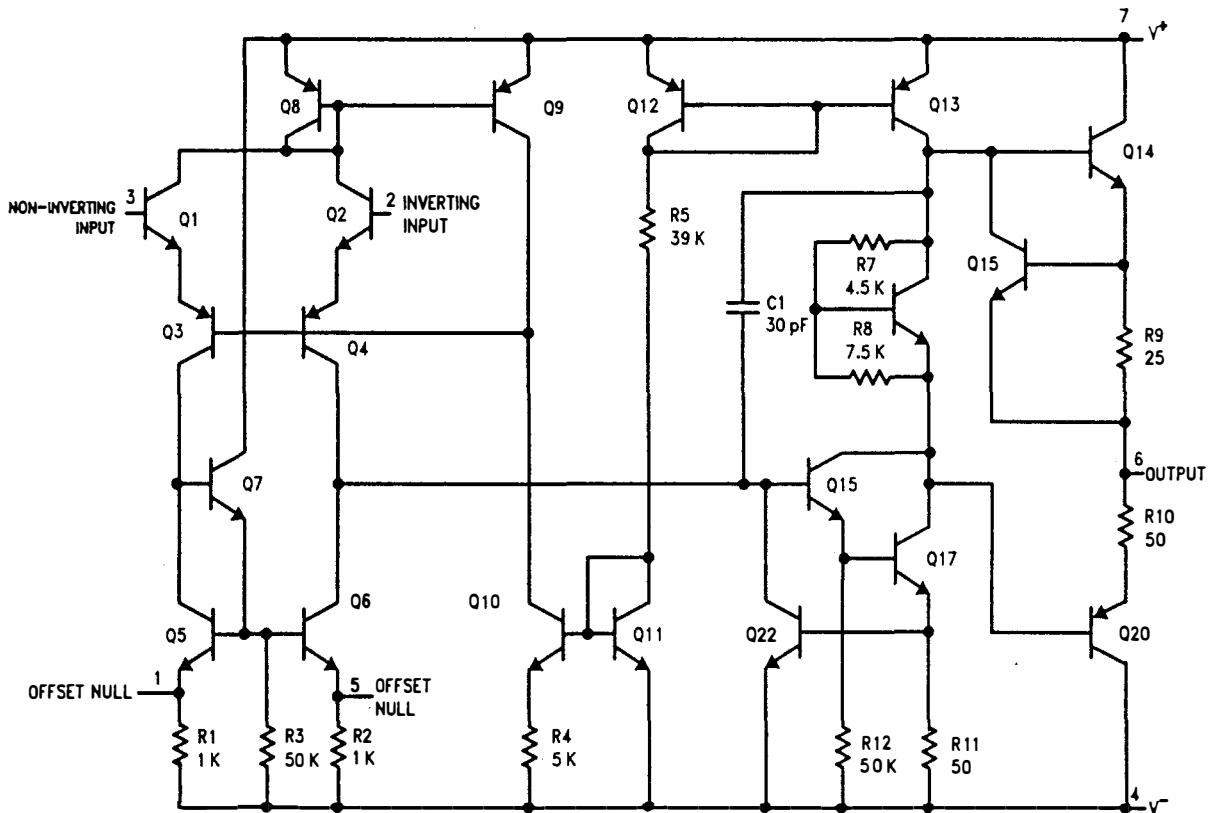 7
V+
Q8
Q9
Q12
Q13
Q14
3
NON-INVERTING
INPUT
Q1
Q2
2
INVERTING
INPUT
R5
39 K
R7
4.5 K
Q15
C1
30 pF
R8
7.5 K
R9
25
Q3
Q4
Q7
Q15
6
OUTPUT
R10
50
Q17
Q5
Q6
Q10
Q11
Q22
Q20
OFFSET NULL
1
5
OFFSET
NULL
R1
1 K
R3
50 K
R2
1 K
R4
5 K
R12
50 K
R11
50
4
V-